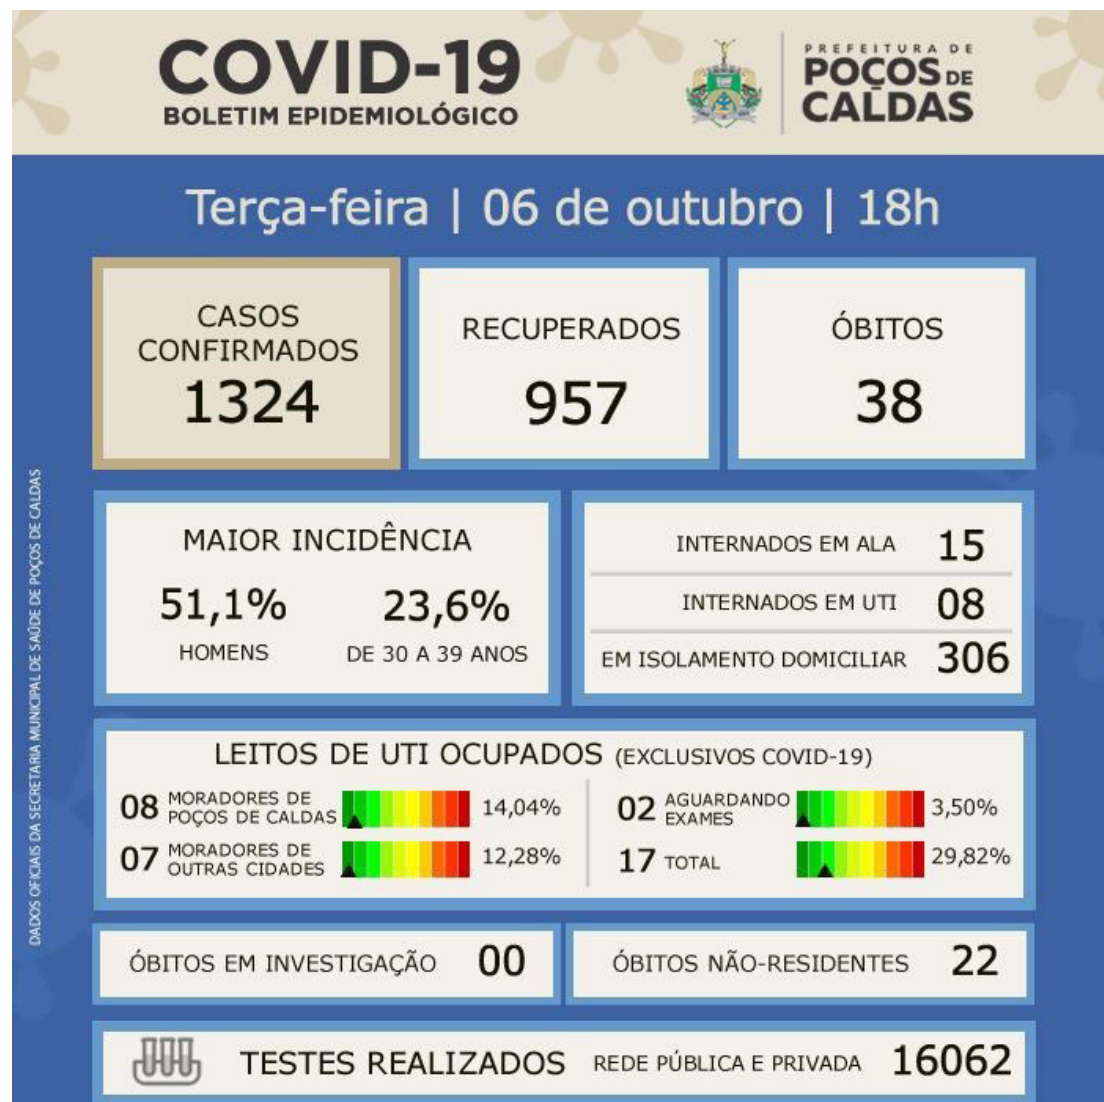 COVID-19
BOLETIM EPIDEMIOLÓGICO
PREFEITURA DE
POÇOS DE
CALDAS
Terça-feira | 06 de outubro | 18h
CASOS
CONFIRMADOS
1324
RECUPERADOS
957
ÓBITOS
38
MAIOR INCIDÊNCIA
51,1%
HOMENS
23,6%
DE 30 A 39 ANOS
INTERNADOS EM ALA 15
INTERNADOS EM UTI 08
EM ISOLAMENTO DOMICILIAR 306
LEITOS DE UTI OCUPADOS (EXCLUSIVOS COVID-19)
08 MORADORES DE
POÇOS DE CALDAS 14,04%
07 MORADORES DE
OUTRAS CIDADES 12,28%
02 AGUARDANDO
EXAMES 3,50%
17 TOTAL 29,82%
ÓBITOS EM INVESTIGAÇÃO 00
ÓBITOS NÃO-RESIDENTES 22
TESTES REALIZADOS REDE PÚBLICA E PRIVADA 16062
DADOS OFICIAIS DA SECRETARIA MUNICIPAL DE SAÚDE DE POÇOS DE CALDAS